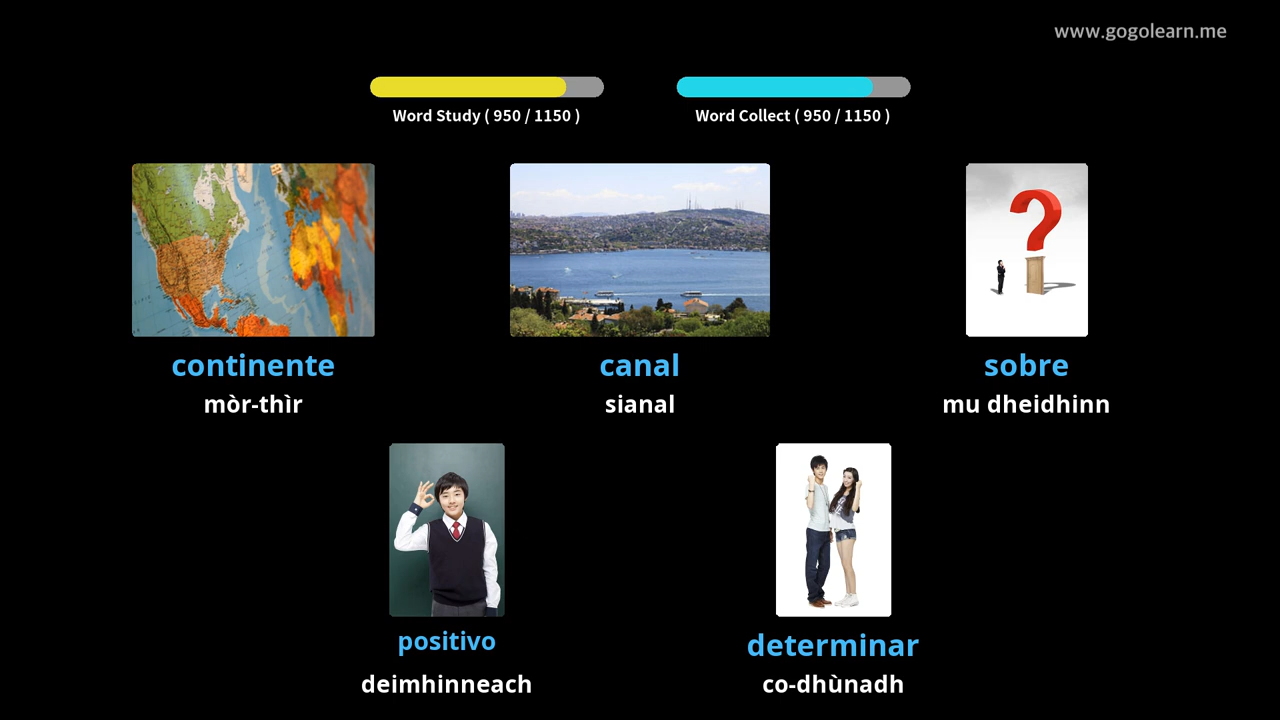 www.gogolearn.me
Word Study ( 950 / 1150 )
Word Collect ( 950 / 1150 )
continente
mòr-thìr
canal
sianal
sobre
mu dheidhinn
positivo
deimhinneach
determinar
co-dhùnadh